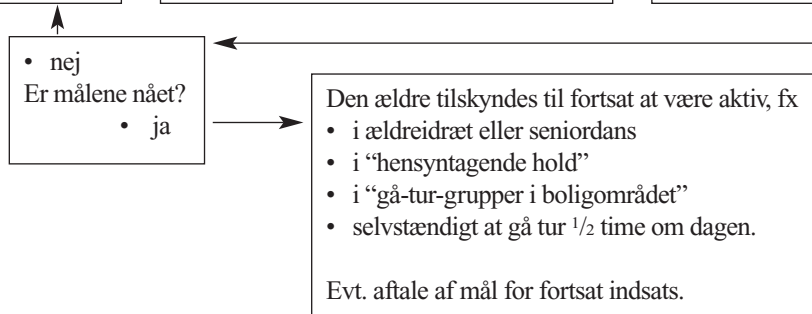 • nej
Er målene nået?
• ja
Den ældre tilskyndes til fortsat at være aktiv, fx
• i ældreidræt eller seniordans
• i “hensyntagende hold”
• i “gå-tur-grupper i boligområdet”
• selvstændigt at gå tur 1/2 time om dagen.
Evt. aftale af mål for fortsat indsats.